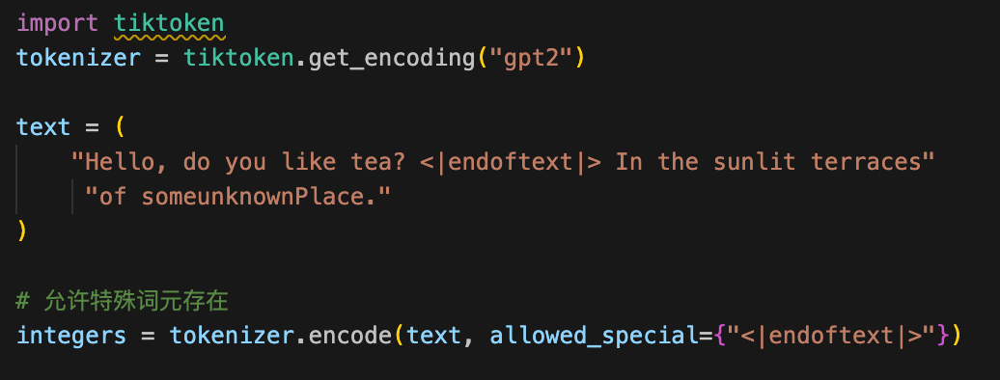 import tiktoken
tokenizer = tiktoken.get_encoding("gpt2")
text = (
"Hello, do you like tea? <|endoftext|> In the sunlit terraces"
"of someunknownPlace."
)
# 允许特殊词元存在
integers = tokenizer.encode(text, allowed_special={"<|endoftext|>"})